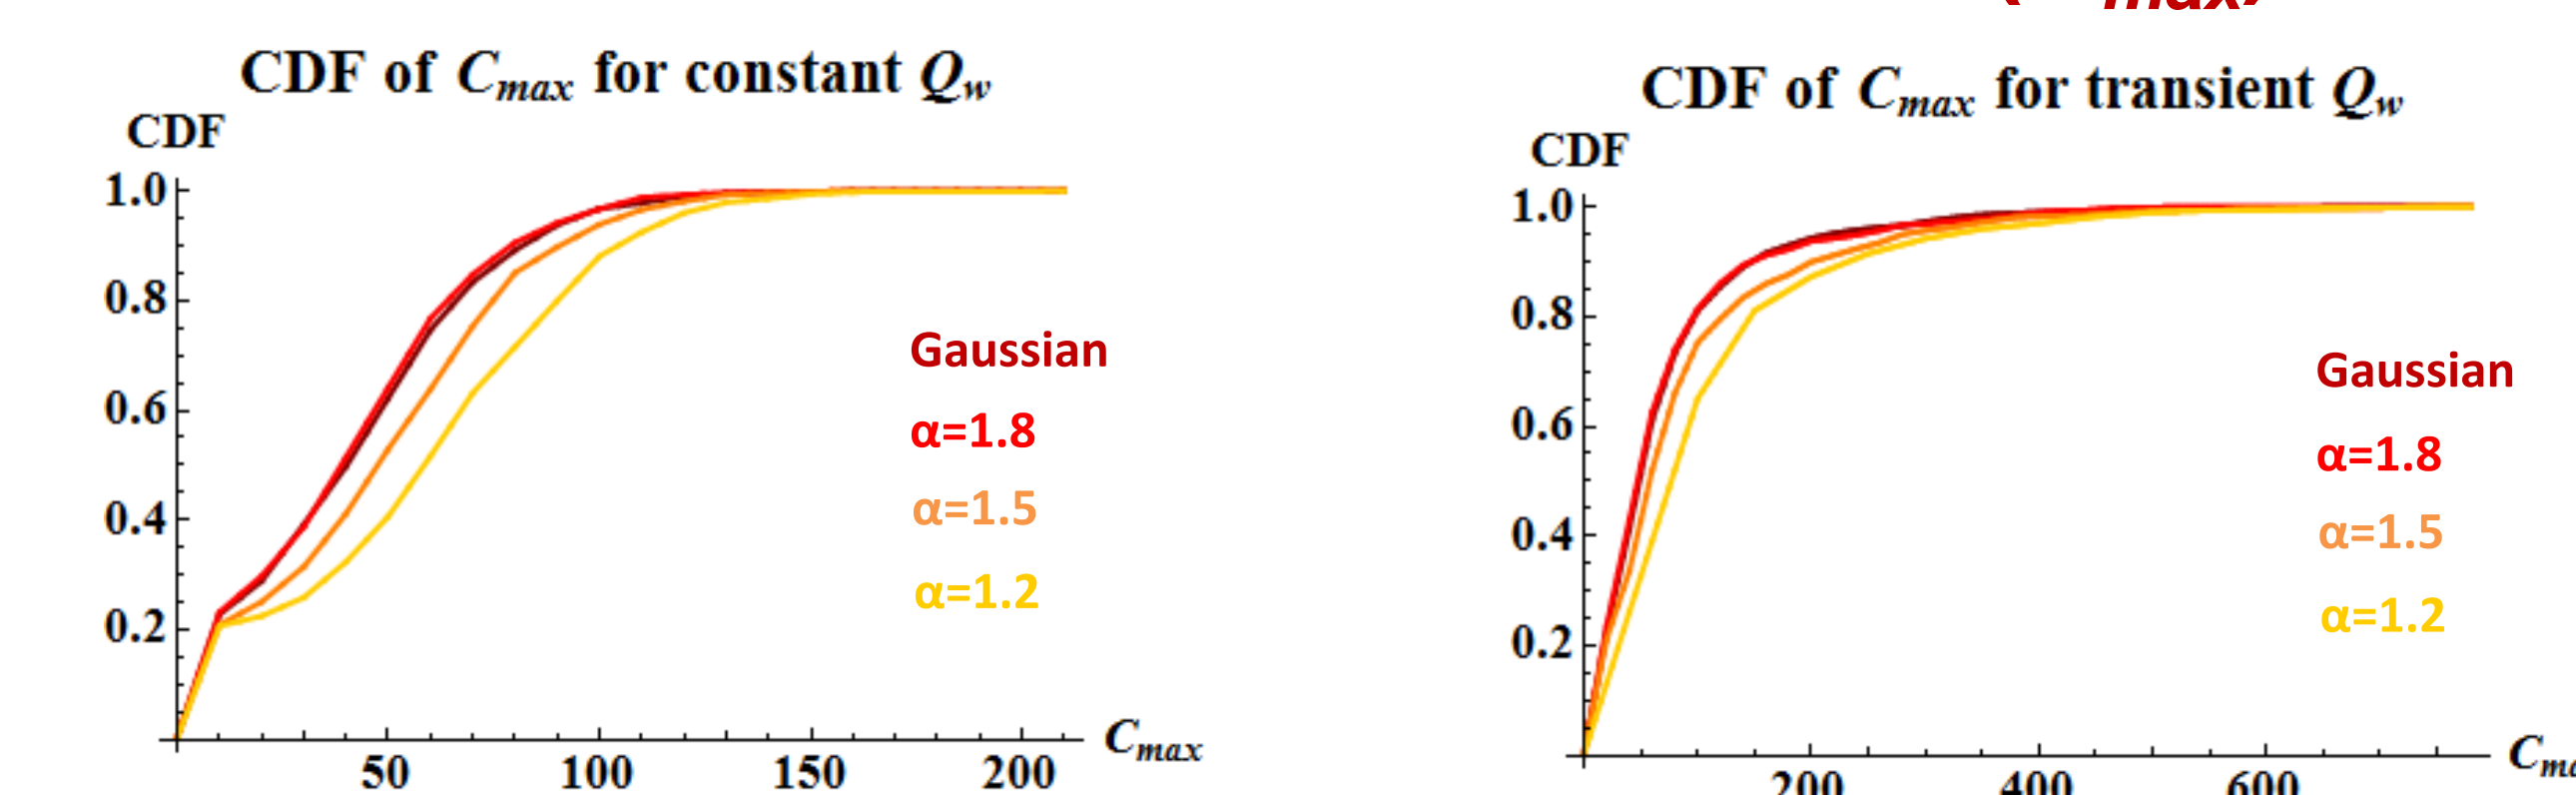 max
CDF of Cmax for constant Qw
CDF
1.0
0.8
0.6
0.4
0.2
50 100 150 200
Cmax
Gaussian
α=1.8
α=1.5
α=1.2
CDF of Cmax for transient Qw
CDF
1.0
0.8
0.6
0.4
0.2
200 400 600
Gaussian
α=1.8
α=1.5
α=1.2